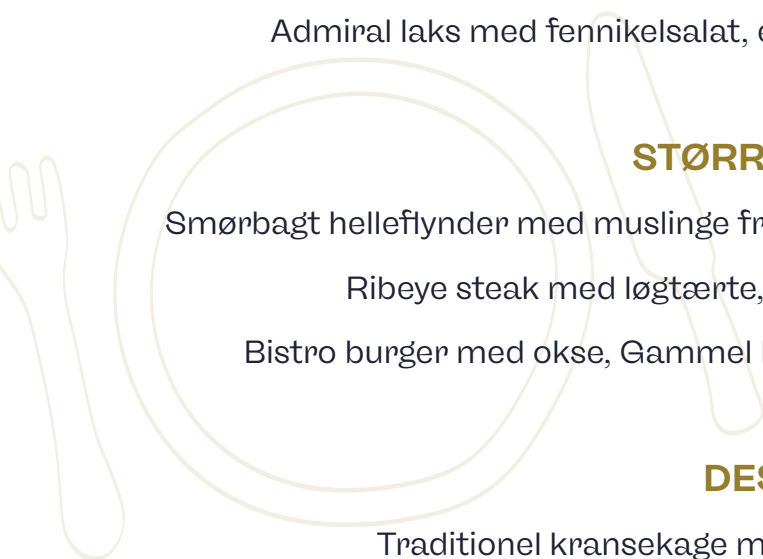 Admiral laks med fennikelsalat,
STØRR
Smørbagt helleflynder med muslinge fr
Ribeye steak med løgtærte,
Bistro burger med okse, Gammel
DES
Traditionel kransekage m